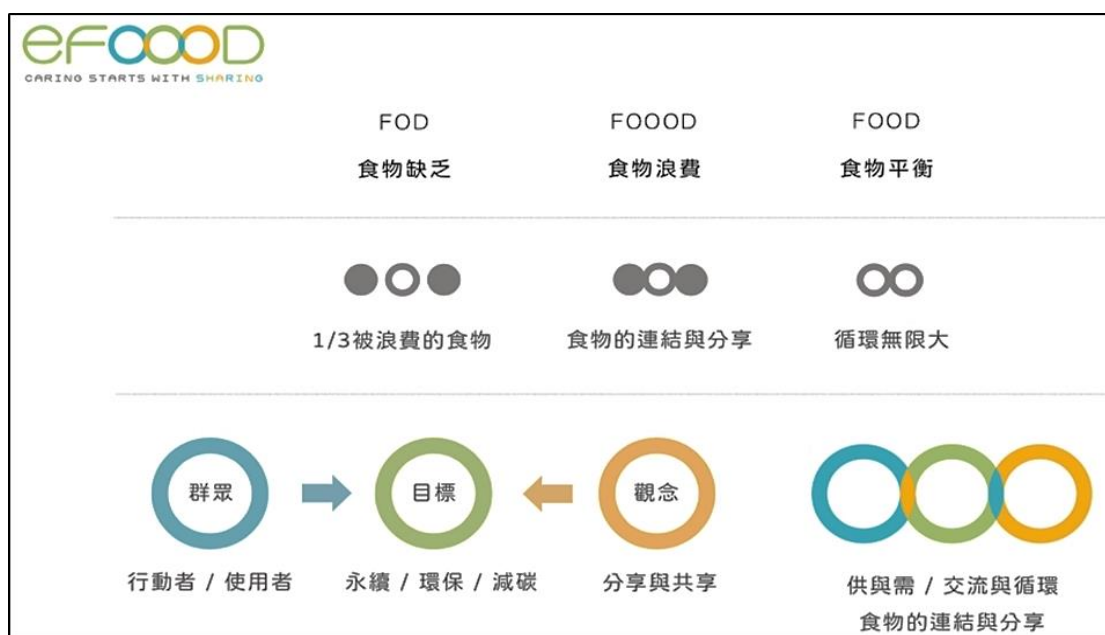 eFOOOD
CARING STARTS WITH SHARING
FOD FOOOD FOOD
食物缺乏 食物浪費 食物平衡
1/3被浪費的食物 食物的連結與分享 循環無限大
群眾 目標 觀念
行動者 / 使用者 永續 / 環保 / 減碳 分享與共享 供與需 / 交流與循環
食物的連結與分享